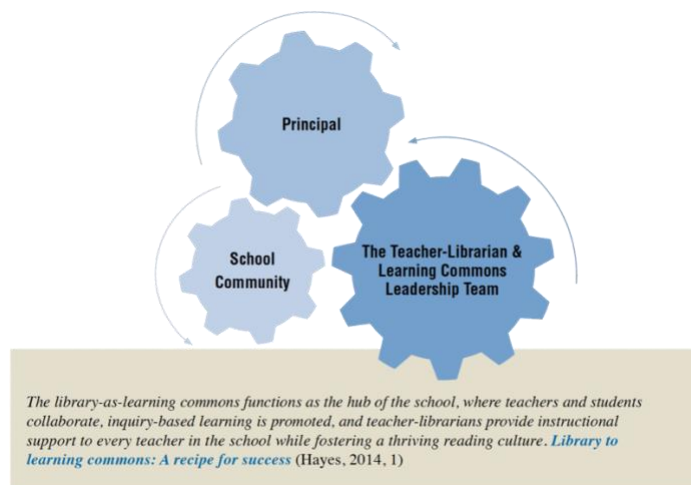 Principal
School
Community
The Teacher-Librarian &
Learning Commons
Leadership Team
The library-as-learning commons functions as the hub of the school, where teachers and students
collaborate, inquiry-based learning is promoted, and teacher-librarians provide instructional
support to every teacher in the school while fostering a thriving reading culture. Library to
learning commons: A recipe for success (Hayes, 2014, 1)